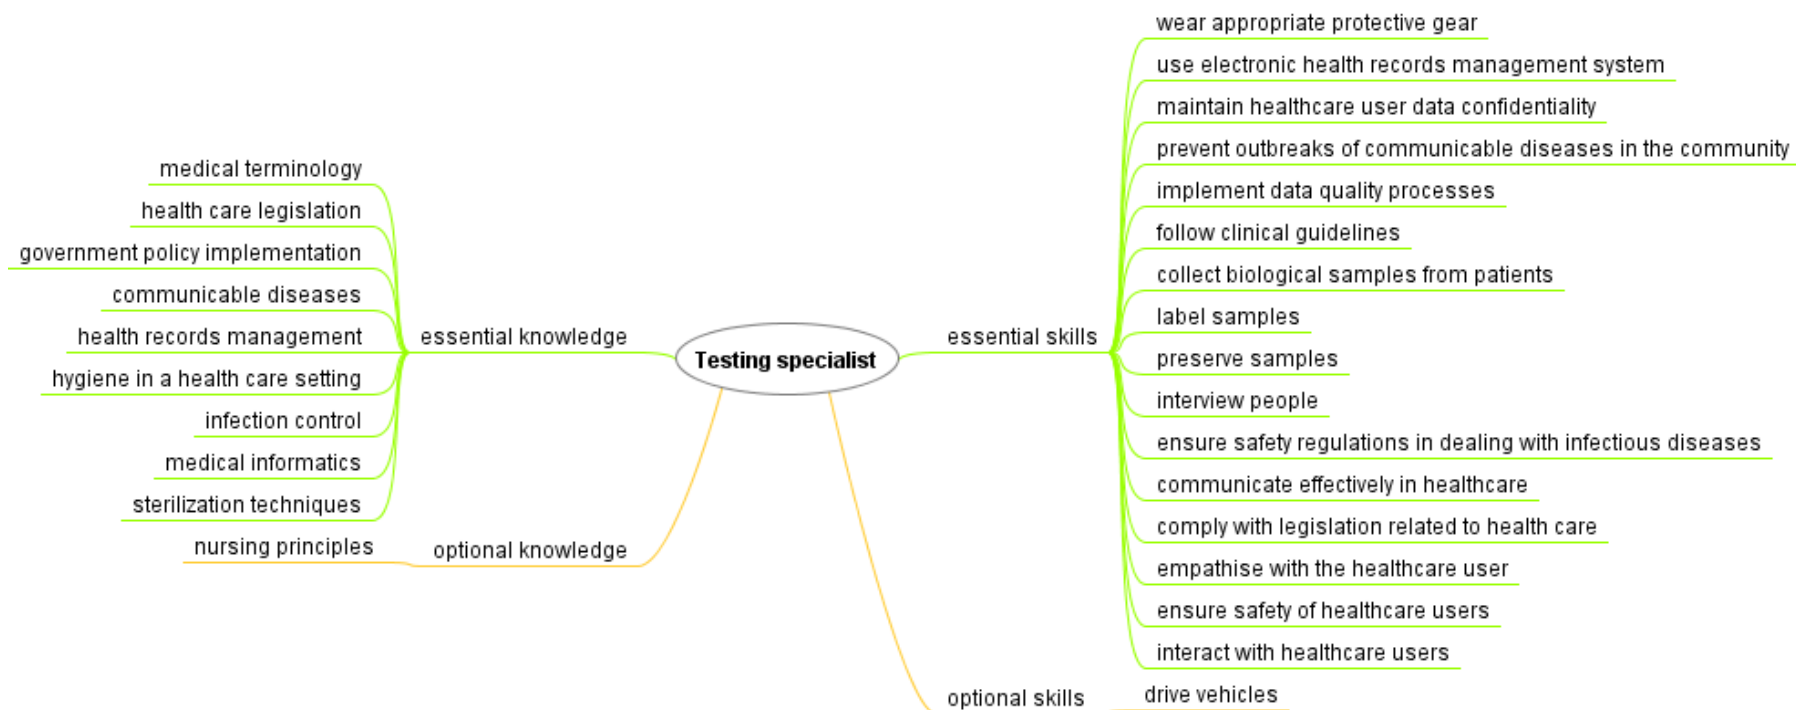 wear appropriate protective gear
use electronic health records management system
maintain healthcare user data confidentiality
prevent outbreaks of communicable diseases in the community
implement data quality processes
follow clinical guidelines
collect biological samples from patients
label samples
preserve samples
interview people
ensure safety regulations in dealing with infectious diseases
communicate effectively in healthcare
comply with legislation related to health care
empathise with the healthcare user
ensure safety of healthcare users
interact with healthcare users
essential skills
drive vehicles
optional skills
Testing specialist
essential knowledge
medical terminology
health care legislation
government policy implementation
communicable diseases
health records management
hygiene in a health care setting
infection control
medical informatics
sterilization techniques
nursing principles
optional knowledge